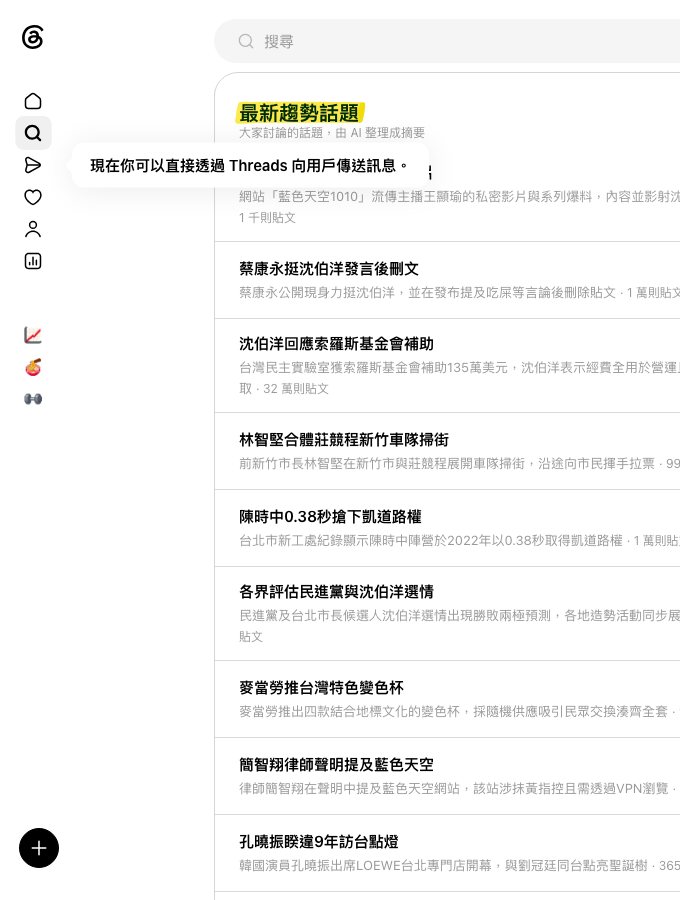 搜尋
最新趨勢話題
大家討論的話題，由 AI 整理成摘要
現在你可以直接透過 Threads 向用戶傳送訊息。
網站「藍色天空1010」流傳主播王顥瑜的私密影片與系列爆料，內容並影射沈
1 千則貼文
蔡康永挺沈伯洋發言後刪文
蔡康永公開現身力挺沈伯洋，並在發布提及吃屎等言論後刪除貼文 · 1 萬則貼文
沈伯洋回應索羅斯基金會補助
台灣民主實驗室獲索羅斯基金會補助135萬美元，沈伯洋表示經費全用於營運
取 · 32 萬則貼文
林智堅合體莊競程新竹車隊掃街
前新竹市長林智堅在新竹市與莊競程展開車隊掃街，沿途向市民揮手拉票 · 99
陳時中0.38秒搶下凱道路權
台北市新工處紀錄顯示陳時中陣營於2022年以0.38秒取得凱道路權 · 1 萬則貼
各界評估民進黨與沈伯洋選情
民進黨及台北市長候選人沈伯洋選情出現勝敗兩極預測，各地造勢活動同步展
貼文
麥當勞推台灣特色變色杯
麥當勞推出四款結合地標文化的變色杯，採隨機供應吸引民眾交換湊齊全套 ·
簡智翔律師聲明提及藍色天空
律師簡智翔在聲明中提及藍色天空網站，該站涉抹黃指控且需透過VPN瀏覽 ·
孔曉振睽違9年訪台點燈
韓國演員孔曉振出席LOEWE台北專門店開幕，與劉冠廷同台點亮聖誕樹 · 365